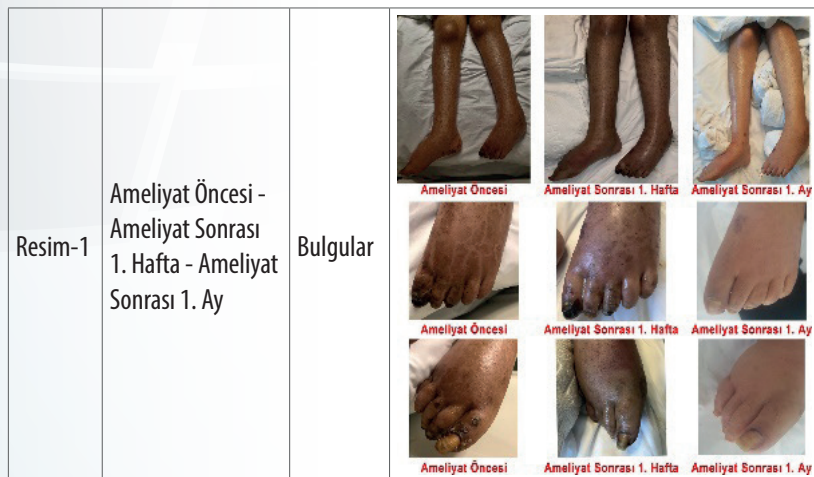 Resim-1
Ameliyat Öncesi -
Ameliyat Sonrası
1. Hafta - Ameliyat
Sonrası 1. Ay
Bulgular
Ameliyat Öncesi
Ameliyat Sonrası 1. Hafta
Ameliyat Sonrası 1. Ay
Ameliyat Öncesi
Ameliyat Sonrası 1. Hafta
Ameliyat Sonrası 1. Ay
Ameliyat Öncesi
Ameliyat Sonrası 1. Hafta
Ameliyat Sonrası 1. Ay